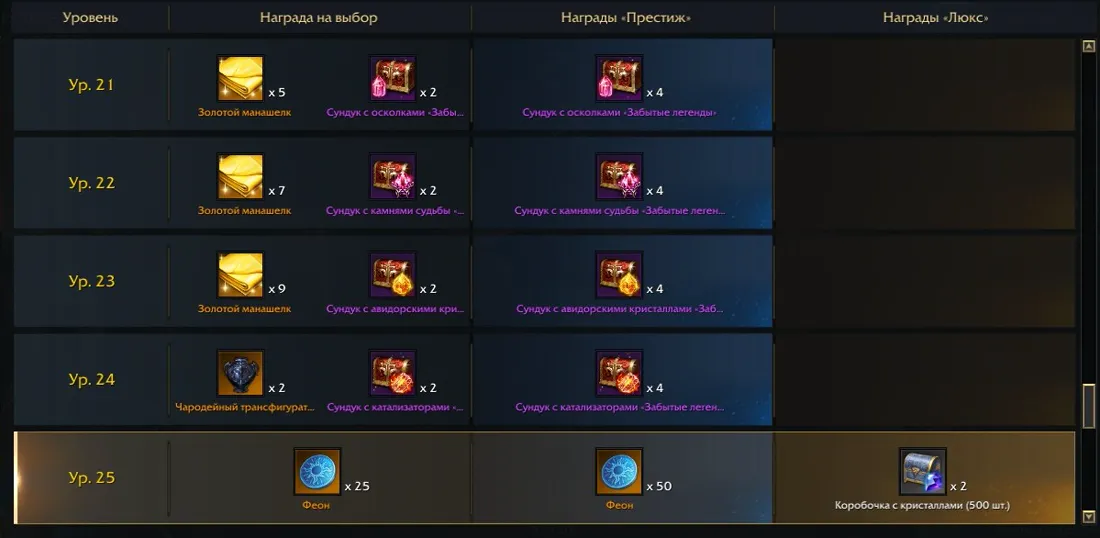 Уровень Награда на выбор Награды «Престиж» Награды «Люкс»
Ур. 21 x 5 x 2 x 4
Золотой манашелк Сундук с осколками «Забы... Сундук с осколками «Забытые легенды»
Ур. 22 x 7 x 2 x 4
Золотой манашелк Сундук с камнями судьбы «... Сундук с камнями судьбы «Забытые леген...
Ур. 23 x 9 x 2 x 4
Золотой манашелк Сундук с авидорскими кри... Сундук с авидорскими кристаллами «Заб...
Ур. 24 x 2 x 2 x 4
Чародейный трансфигурат... Сундук с катализаторами «... Сундук с катализаторами «Забытые леген...
Ур. 25 x 25 x 50 x 2
Феон Феон Коробочка с кристаллами (500 шт.)